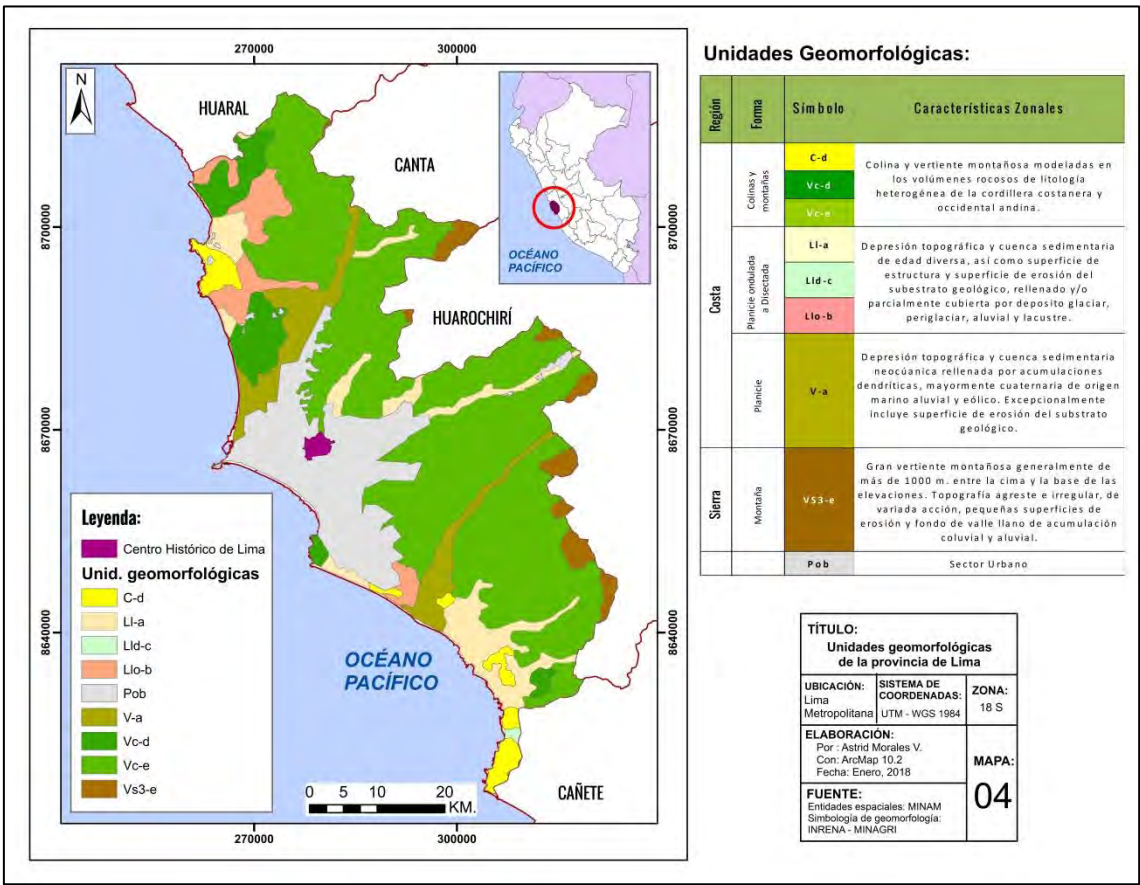 270000
300000
N
HUARAL
CANTA
HUAROCHIRÍ
CAÑETE
OCÉANO
PACÍFICO
OCÉANO
PACÍFICO
8700000
8670000
8640000
8700000
8670000
8640000
270000
300000
Leyenda:
Centro Histórico de Lima
Unid. geomorfológicas
C-d
Ll-a
Lld-c
Llo-b
Pob
V-a
Vc-d
Vc-e
Vs3-e
0 5 10 20
KM.
Unidades Geomorfológicas:
Región
Forma
Símbolo
Características Zonales
Costa
Colinas y
montañas
C-d
Vc-d
Vc-e
Colina y vertiente montañosa modeladas en
los volúmenes rocosos de litología
heterogénea de la cordillera costanera y
occidental andina.
Planicie ondulada
a Disectada
Ll-a
Lld-c
Llo-b
Depresión topográfica y cuenca sedimentaria
de edad diversa, así como superficie de
estructura y superficie de erosión del
subestrato geológico, rellenado y/o
parcialmente cubierta por deposito glaciar,
periglaciar, aluvial y lacustre.
Planicie
V-a
Depresión topográfica y cuenca sedimentaria
neocúanica rellenada por acumulaciones
dendríticas, mayormente cuaternaria de origen
marino aluvial y eólico. Excepcionalmente
incluye superficie de erosión del substrato
geológico.
Sierra
Montaña
VS3-e
Gran vertiente montañosa generalmente de
más de 1000 m. entre la cima y la base de las
elevaciones. Topografía agreste e irregular, de
variada acción, pequeñas superficies de
erosión y fondo de valle llano de acumulación
coluvial y aluvial.
Pob
Sector Urbano
TÍTULO:
Unidades geomorfológicas
de la provincia de Lima
UBICACIÓN:
Lima
Metropolitana
SISTEMA DE
COORDENADAS:
UTM - WGS 1984
ZONA:
18 S
ELABORACIÓN:
Por : Astrid Morales V.
Con: ArcMap 10.2
Fecha: Enero, 2018
MAPA:
04
FUENTE:
Entidades espaciales: MINAM
Simbología de geomorfología:
INRENA - MINAGRI